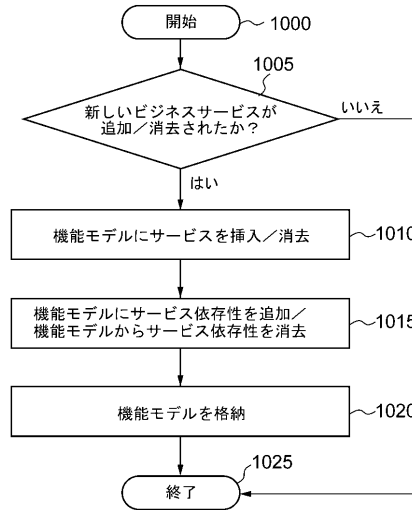 開始
1000
1005
新しいビジネスサービスが
追加／消去されたか？
いいえ
はい
機能モデルにサービスを挿入／消去
1010
機能モデルにサービス依存性を追加／
機能モデルからサービス依存性を消去
1015
機能モデルを格納
1020
1025
終了